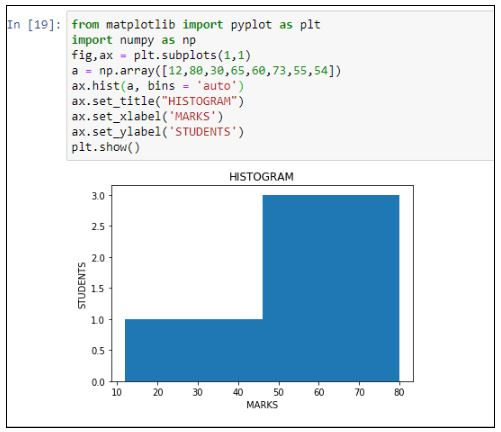 In [19]: from matplotlib import pyplot as plt
import numpy as np
fig,ax = plt.subplots(1,1)
a = np.array([12,80,30,65,60,73,55,54])
ax.hist(a, bins = 'auto')
ax.set_title("HISTOGRAM")
ax.set_xlabel('MARKS')
ax.set_ylabel('STUDENTS')
plt.show()
HISTOGRAM
3.0
2.5
2.0
1.5
1.0
0.5
0.0
STUDENTS
10 20 30 40 50 60 70 80
MARKS